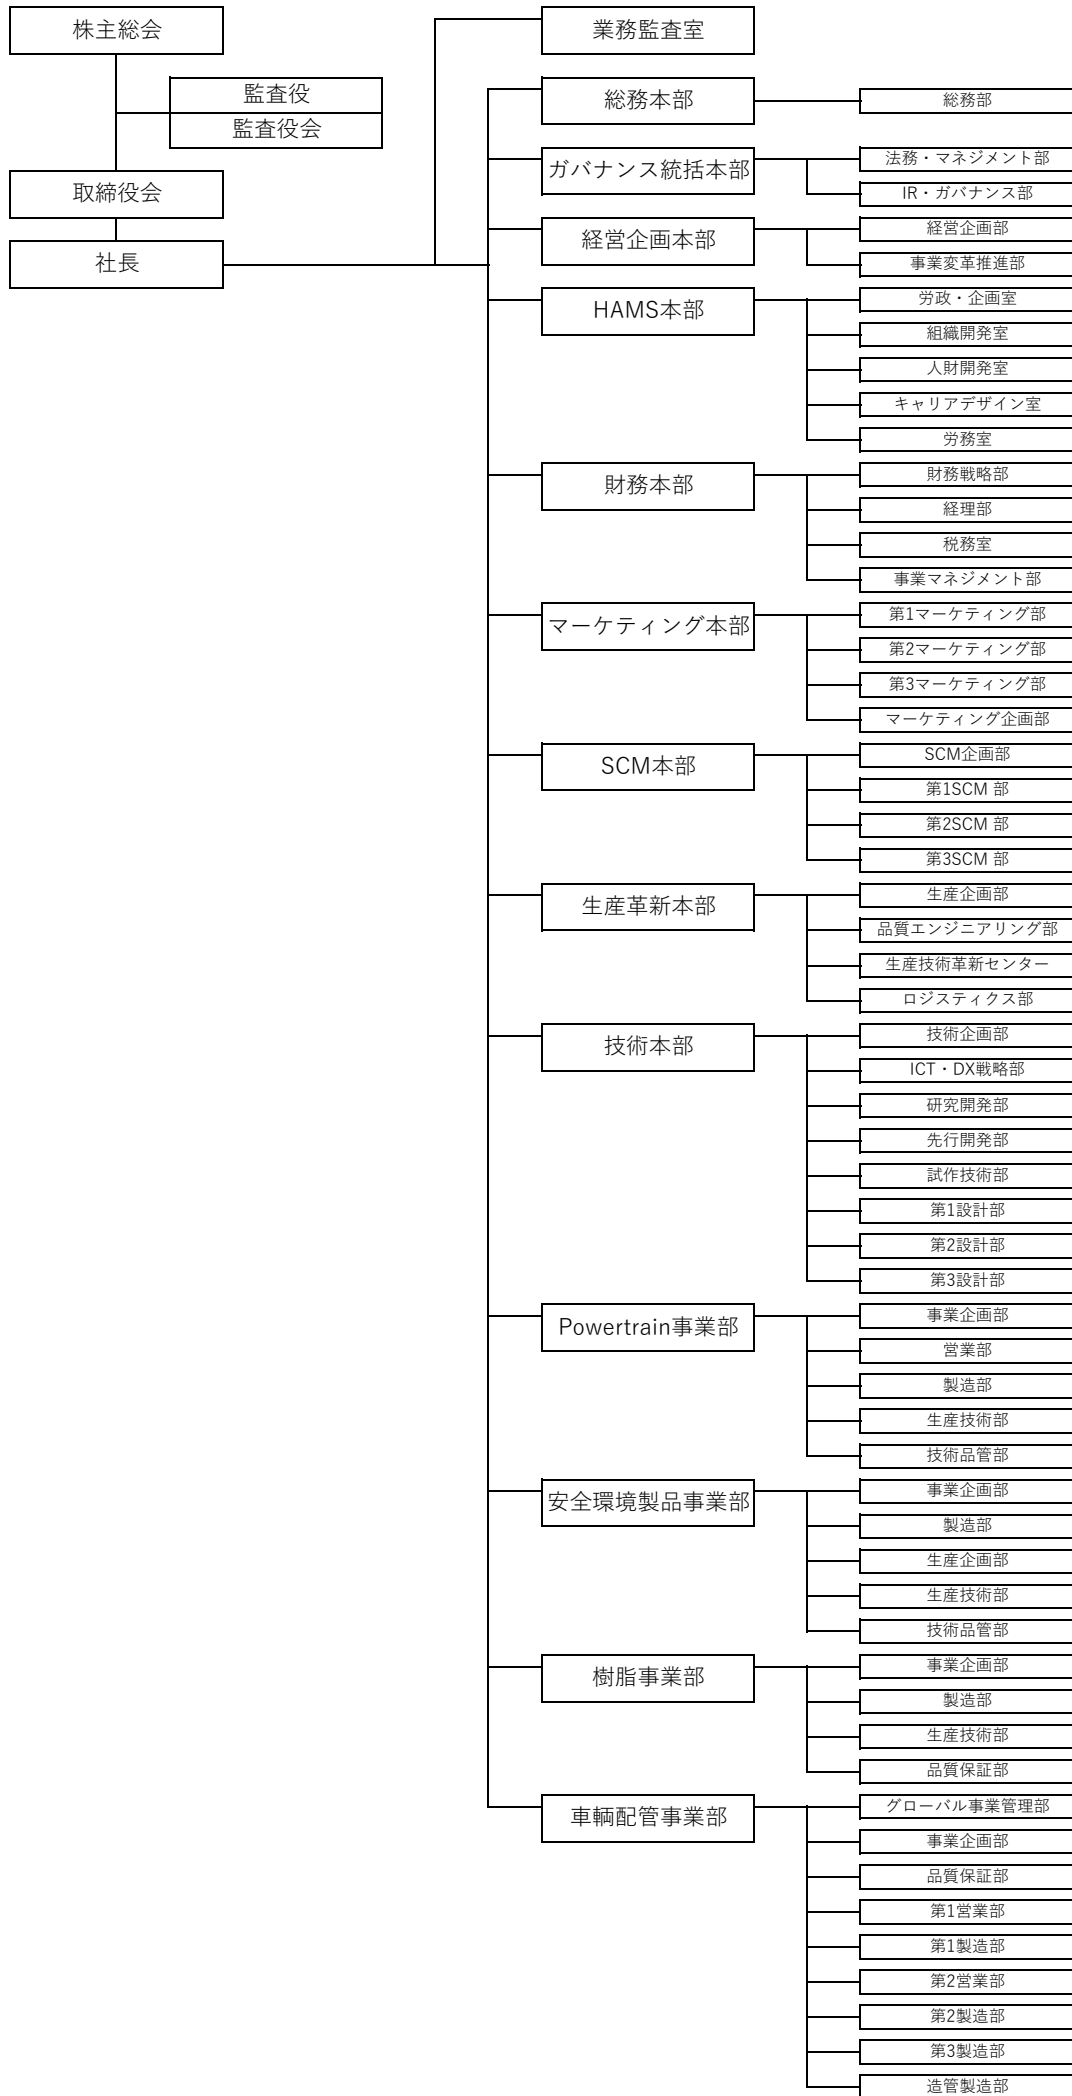 株主総会
監査役
監査役会
取締役会
社長
業務監査室
総務本部
総務部
ガバナンス統括本部
法務・マネジメント部
IR・ガバナンス部
経営企画本部
経営企画部
事業変革推進部
HAMS本部
労政・企画室
組織開発室
人財開発室
キャリアデザイン室
労務室
財務本部
財務戦略部
経理部
税務室
事業マネジメント部
マーケティング本部
第1マーケティング部
第2マーケティング部
第3マーケティング部
マーケティング企画部
SCM本部
SCM企画部
第1SCM 部
第2SCM 部
第3SCM 部
生産革新本部
生産企画部
品質エンジニアリング部
生産技術革新センター
ロジスティクス部
技術本部
技術企画部
ICT・DX戦略部
研究開発部
先行開発部
試作技術部
第1設計部
第2設計部
第3設計部
Powertrain事業部
事業企画部
営業部
製造部
生産技術部
技術品管部
安全環境製品事業部
事業企画部
製造部
生産企画部
生産技術部
技術品管部
樹脂事業部
事業企画部
製造部
生産技術部
品質保証部
車輌配管事業部
グローバル事業管理部
事業企画部
品質保証部
第1営業部
第1製造部
第2営業部
第2製造部
第3製造部
造管製造部